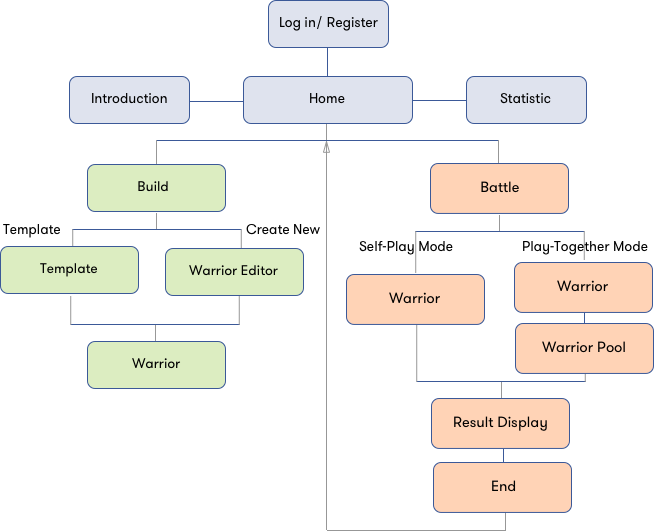 Log in/ Register
Introduction
Home
Statistic
Build
Battle
Template
Create New
Self-Play Mode
Play-Together Mode
Template
Warrior Editor
Warrior
Warrior
Warrior Pool
Warrior
Result Display
End